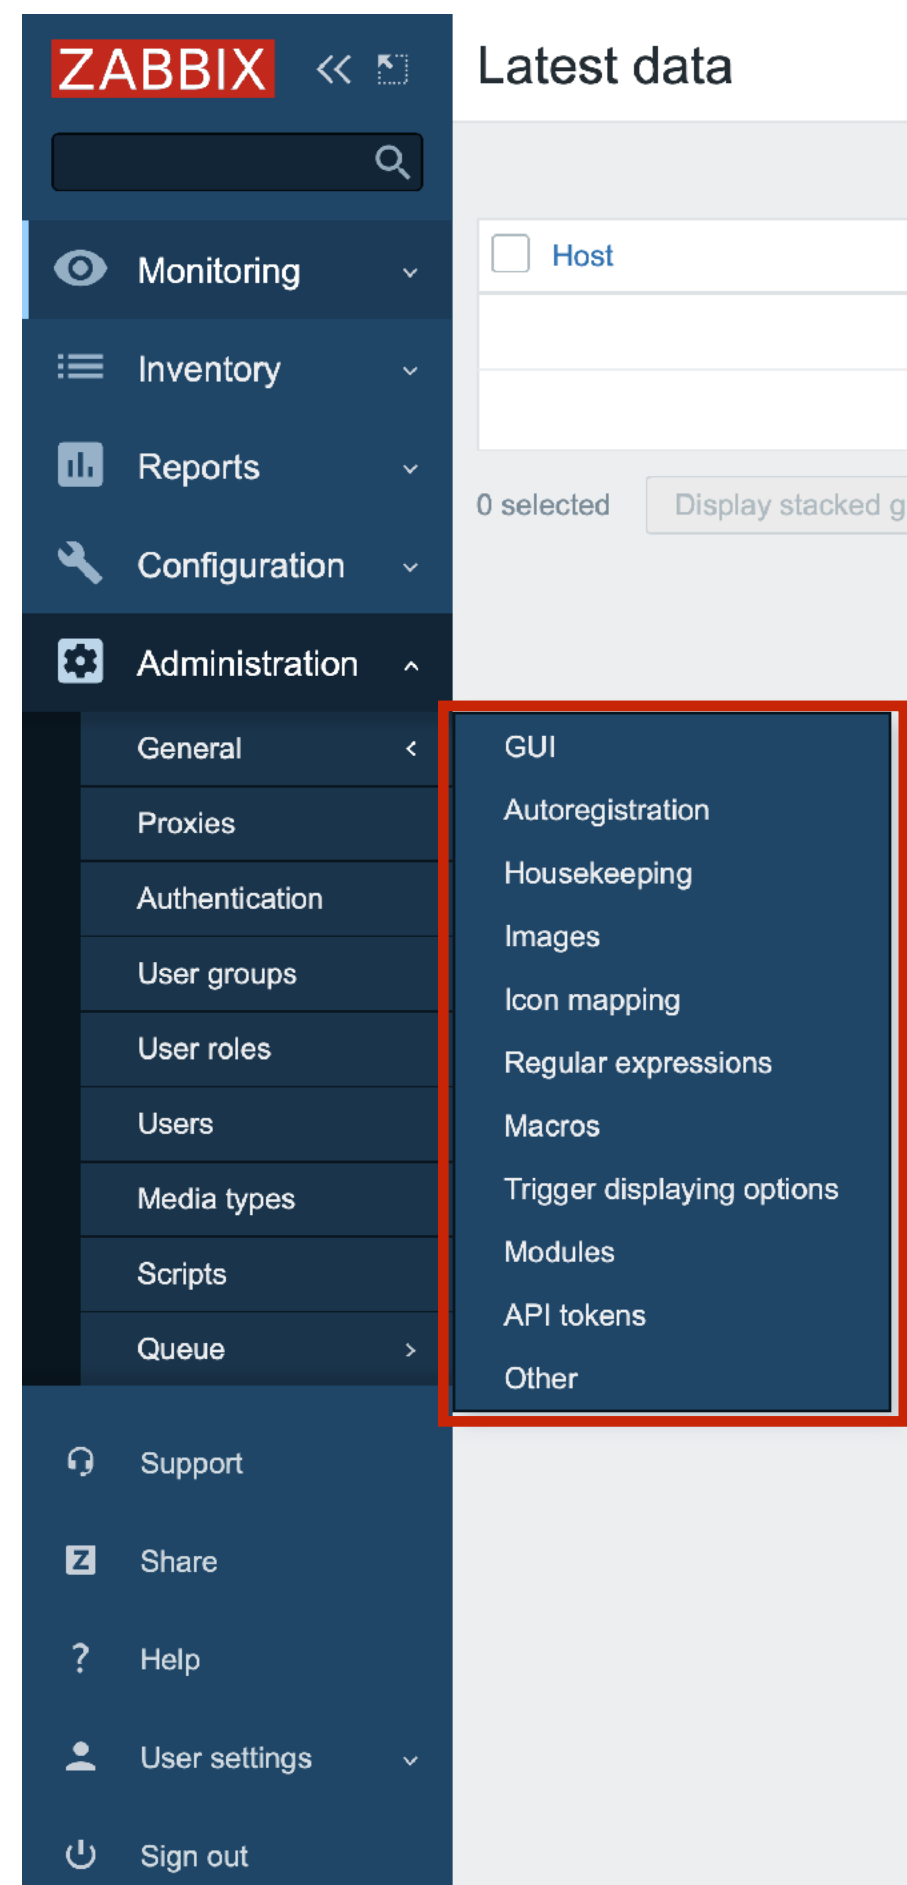 ZABBIX
Latest data
Monitoring
Host
Inventory
Reports
0 selected
Display stacked g
Configuration
Administration
General
Proxies
Authentication
User groups
User roles
Users
Media types
Scripts
Queue
GUI
Autoregistration
Housekeeping
Images
Icon mapping
Regular expressions
Macros
Trigger displaying options
Modules
API tokens
Other
Support
Z Share
? Help
User settings
Sign out